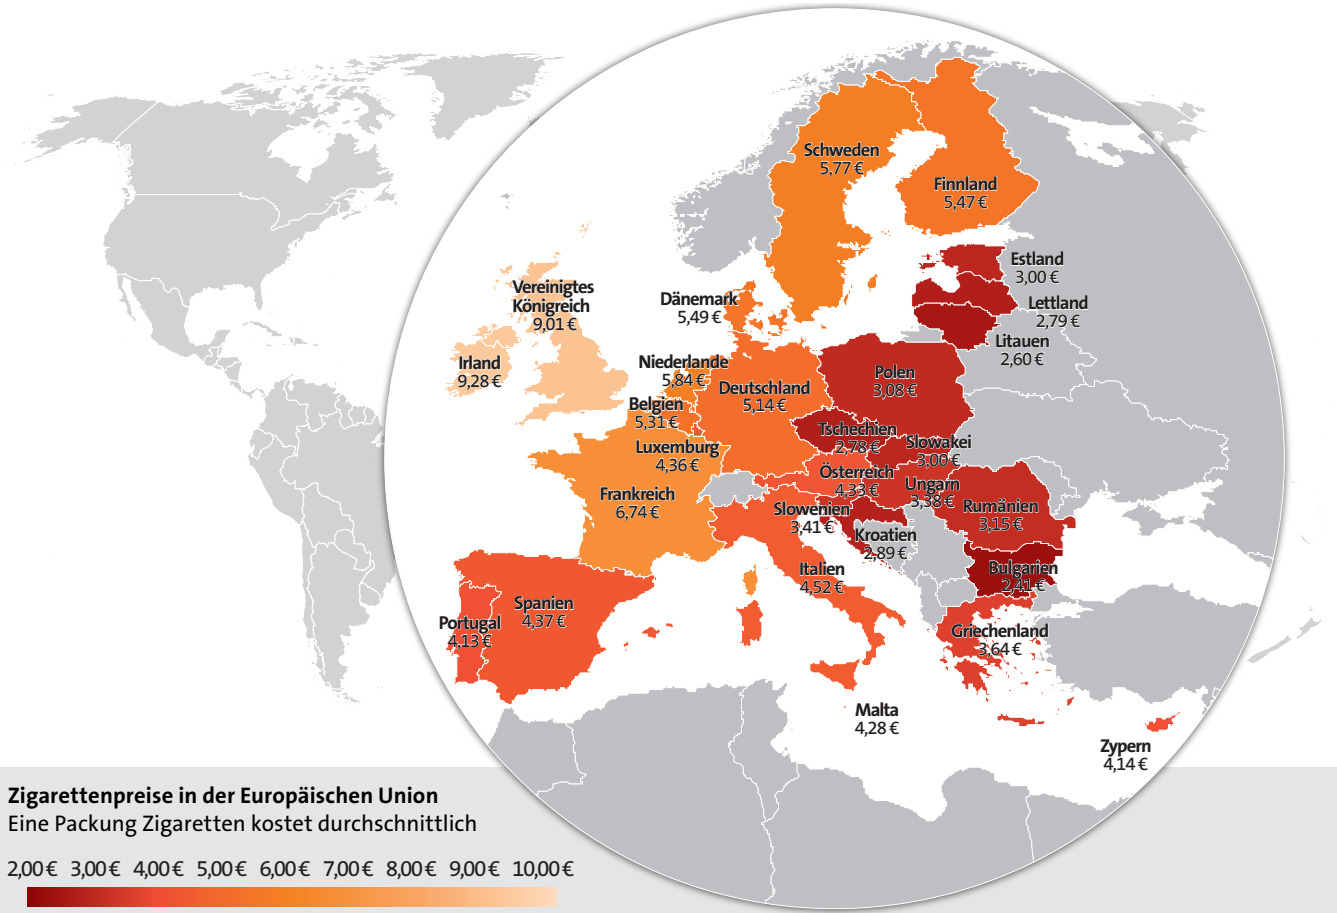 Schweden
5,77 €
Finnland
5,47 €
Estland
3,00 €
Lettland
2,79 €
Litauen
2,60 €
Vereinigtes
Königreich
9,01 €
Irland
9,28 €
Dänemark
5,49 €
Niederlande
5,84 €
Belgien
5,31 €
Luxemburg
4,36 €
Deutschland
5,14 €
Polen
3,08 €
Tschechien
2,78 €
Slowakei
3,00 €
Österreich
4,33 €
Ungarn
3,38 €
Rumänien
3,15 €
Frankreich
6,74 €
Slowenien
3,41 €
Kroatien
2,89 €
Italien
4,52 €
Bulgarien
2,41 €
Spanien
4,37 €
Portugal
4,13 €
Griechenland
3,64 €
Malta
4,28 €
Zypern
4,14 €
Zigarettenpreise in der Europäischen Union
Eine Packung Zigaretten kostet durchschnittlich
2,00 € 3,00 € 4,00 € 5,00 € 6,00 € 7,00 € 8,00 € 9,00 € 10,00 €